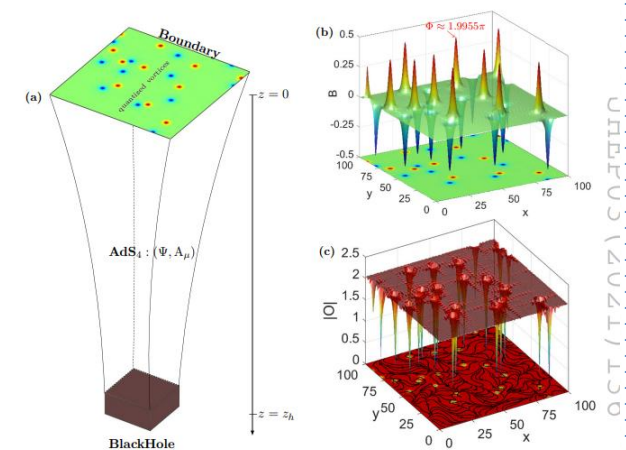 Boundary
quantized vortices
(a)
z = 0
AdS₄ : (Ψ, A_μ)
z = z_h
BlackHole
(b)
Φ ≈ 1.9955π
0.5
0.25
B
0
-0.25
-0.5
100
75
50
y
25
0
0
25
50
x
75
100
(c)
2.5
2
1.5
|O|
1
0.5
0
100
75
y
50
25
0
0
25
50
x
75
100